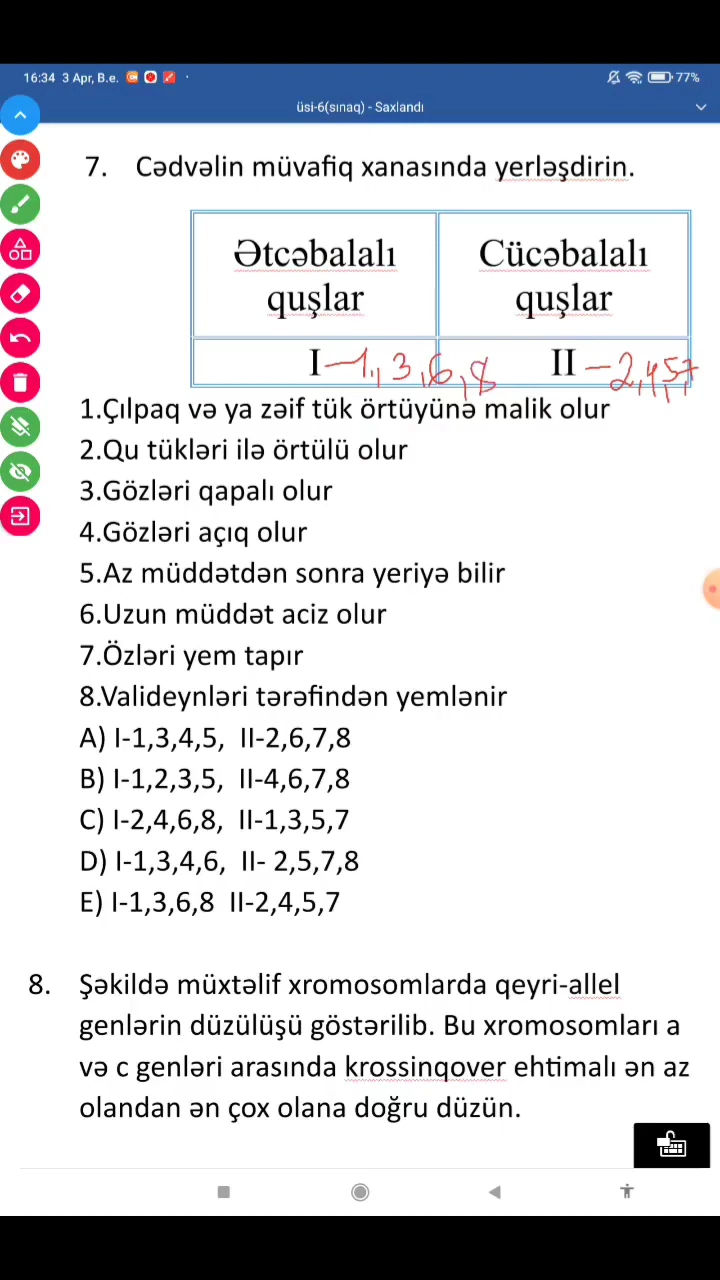 16:34 3 Apr, B.e. 77%
üsi-6(sınaq) - Saxlandı
7. Cədvəlin müvafiq xanasında yerləşdirin.
Ətcəbalalı quşlar
Cücəbalalı quşlar
I-1,3,6,8 II-2,4,5,7
1.Çılpaq və ya zəif tük örtüyünə malik olur
2.Qu tükləri ilə örtülü olur
3.Gözləri qapalı olur
4.Gözləri açıq olur
5.Az müddətdən sonra yeriyə bilir
6.Uzun müddət aciz olur
7.Özləri yem tapır
8.Valideynləri tərəfindən yemlənir
A) I-1,3,4,5, II-2,6,7,8
B) I-1,2,3,5, II-4,6,7,8
C) I-2,4,6,8, II-1,3,5,7
D) I-1,3,4,6, II- 2,5,7,8
E) I-1,3,6,8 II-2,4,5,7
8. Şəkildə müxtəlif xromosomlarda qeyri-allel
genlərin düzülüşü göstərilib. Bu xromosomları a
və c genləri arasında krossinqover ehtimalı ən az
olandan ən çox olana doğru düzün.